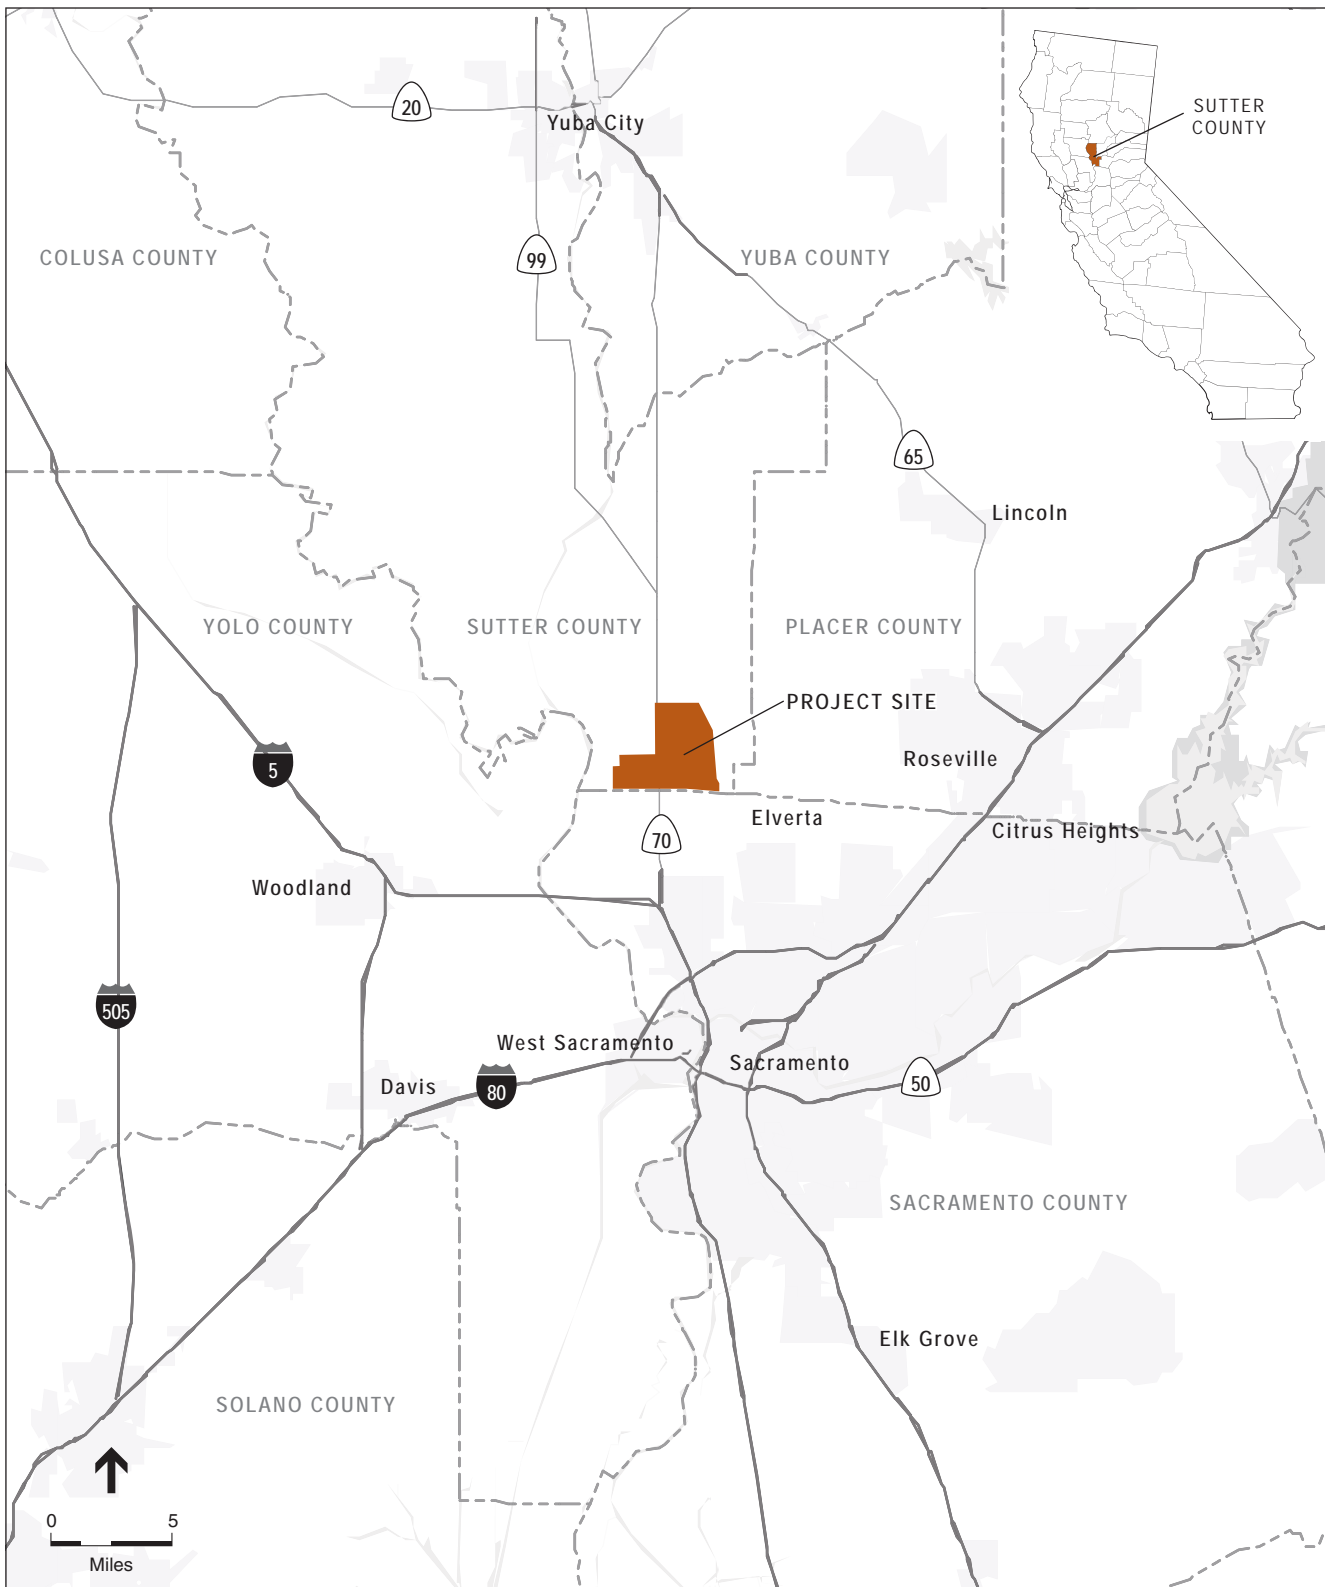 SUTTER
COUNTY
20
Yuba City
COLUSA COUNTY
99
YUBA COUNTY
65
Lincoln
YOLO COUNTY
SUTTER COUNTY
PLACER COUNTY
PROJECT SITE
5
Roseville
Elverta
Citrus Heights
70
Woodland
505
West Sacramento
Sacramento
Davis
80
50
SACRAMENTO COUNTY
Elk Grove
SOLANO COUNTY
0 5
Miles